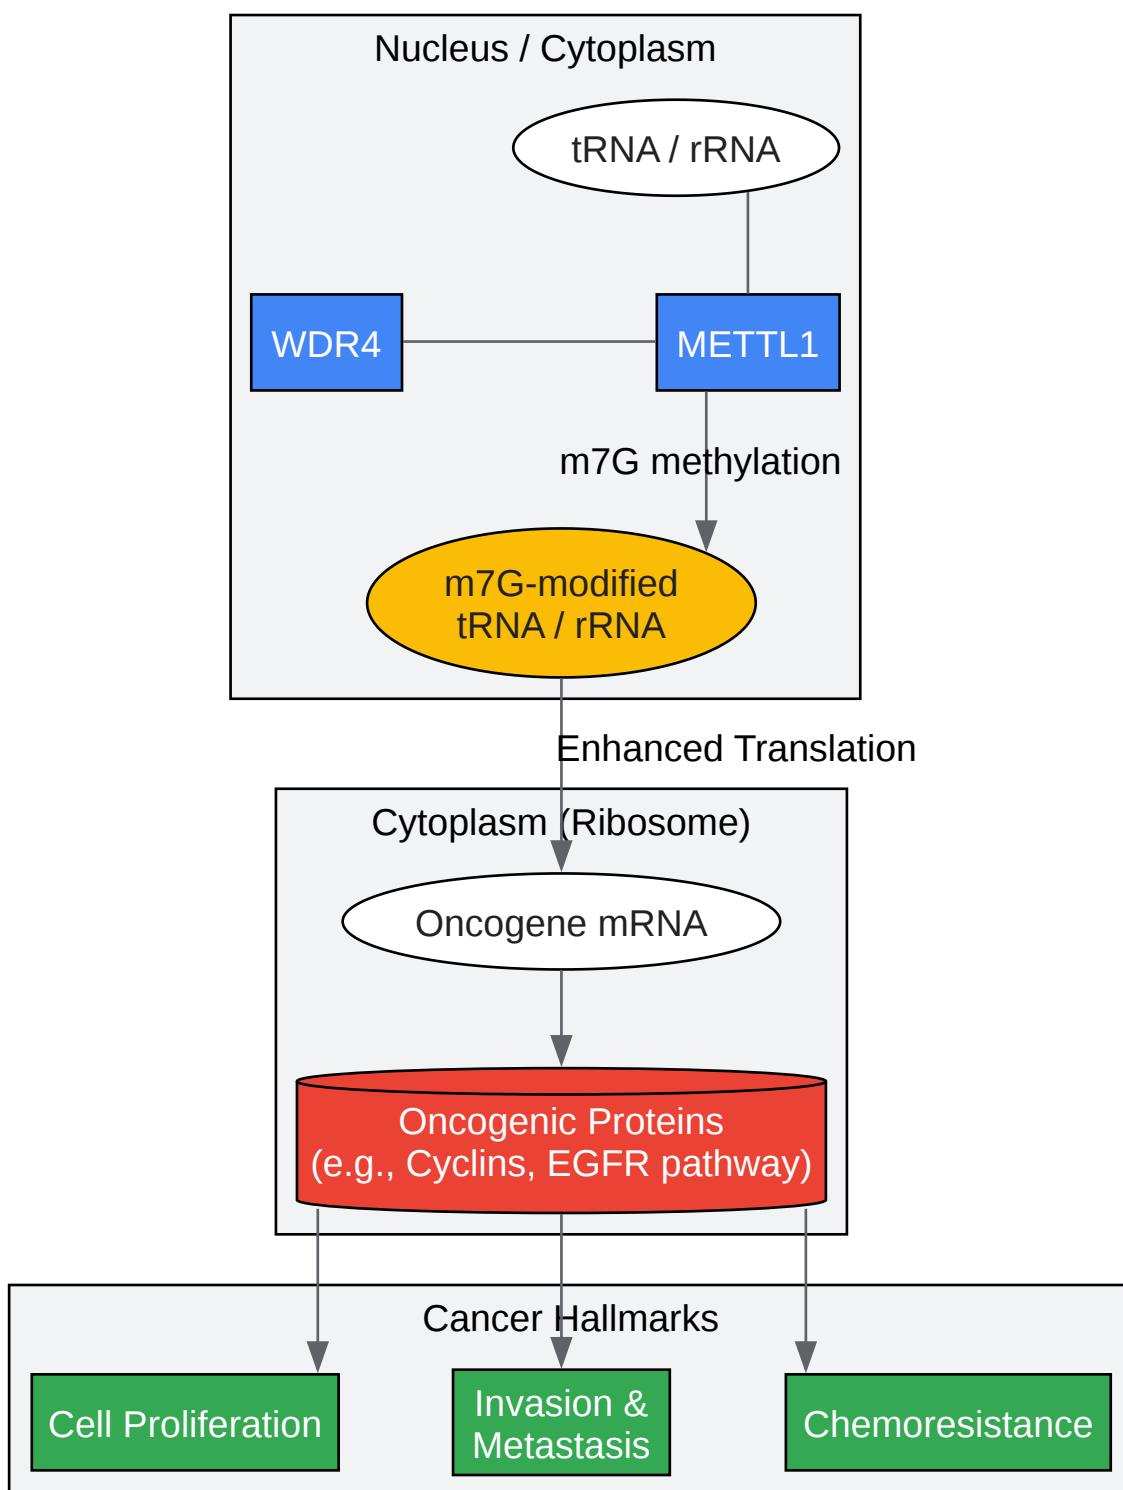 Nucleus / Cytoplasm
tRNA / rRNA
WDR4
METTL1
m7G methylation
m7G-modified
tRNA / rRNA
Enhanced Translation
Cytoplasm (Ribosome)
Oncogene mRNA
Oncogenic Proteins
(e.g., Cyclins, EGFR pathway)
Cancer Hallmarks
Cell Proliferation
Invasion &
Metastasis
Chemoresistance